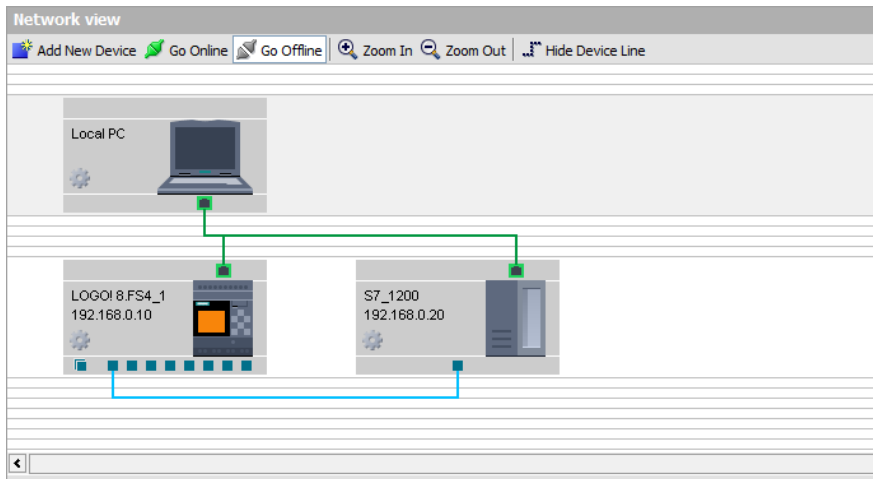 Network view
Add New Device Go Online Go Offline Zoom In Zoom Out Hide Device Line
Local PC
LOGO! 8.FS4_1
192.168.0.10
S7_1200
192.168.0.20